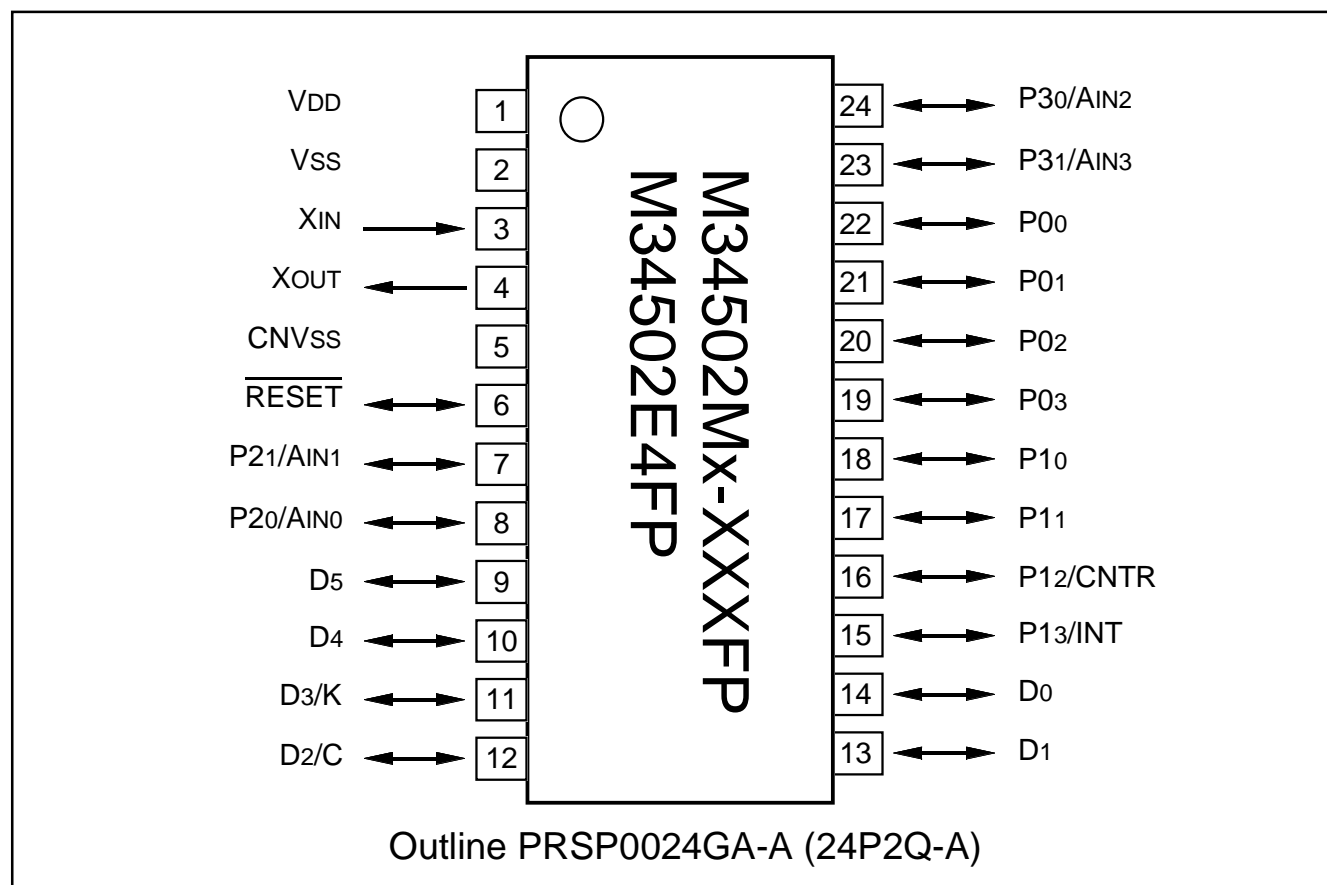 VDD 1
VSS 2
XIN 3
XOUT 4
CNVSS 5
RESET 6
P21/AIN1 7
P20/AIN0 8
D5 9
D4 10
D3/K 11
D2/C 12
M34502Mx-XXXFP
M34502E4FP
24 P30/AIN2
23 P31/AIN3
22 P00
21 P01
20 P02
19 P03
18 P10
17 P11
16 P12/CNTR
15 P13/INT
14 D0
13 D1
Outline PRSP0024GA-A (24P2Q-A)